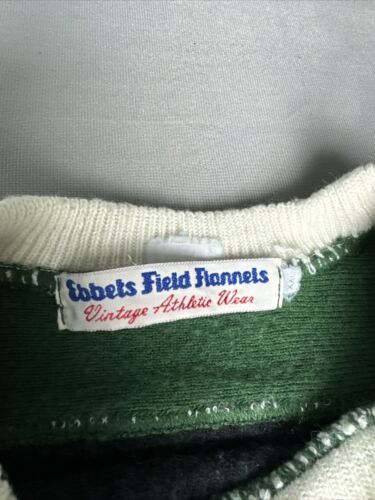 Ebbets Field Flannels
Vintage Athletic Wear